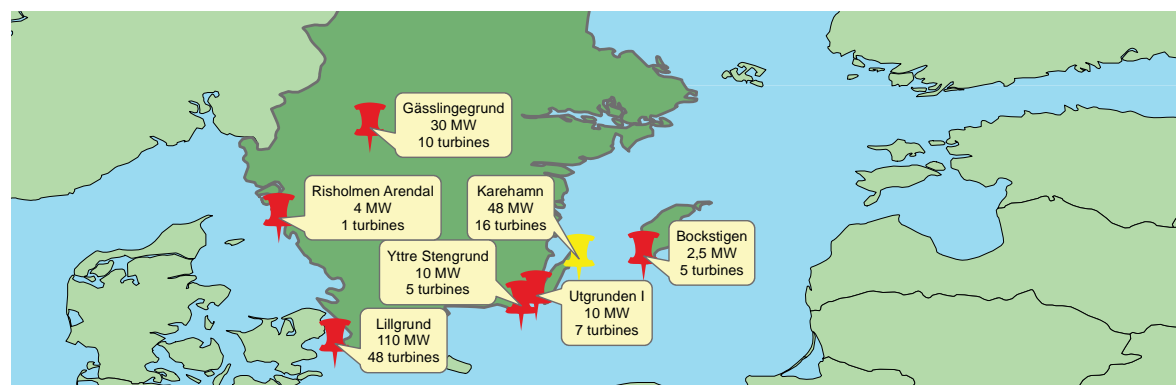 Gässlingegrund
30 MW
10 turbines
Risholmen Arendal
4 MW
1 turbines
Karehamn
48 MW
16 turbines
Yttre Stengrund
10 MW
5 turbines
Bockstigen
2,5 MW
5 turbines
Utgrunden I
10 MW
7 turbines
Lillgrund
110 MW
48 turbines